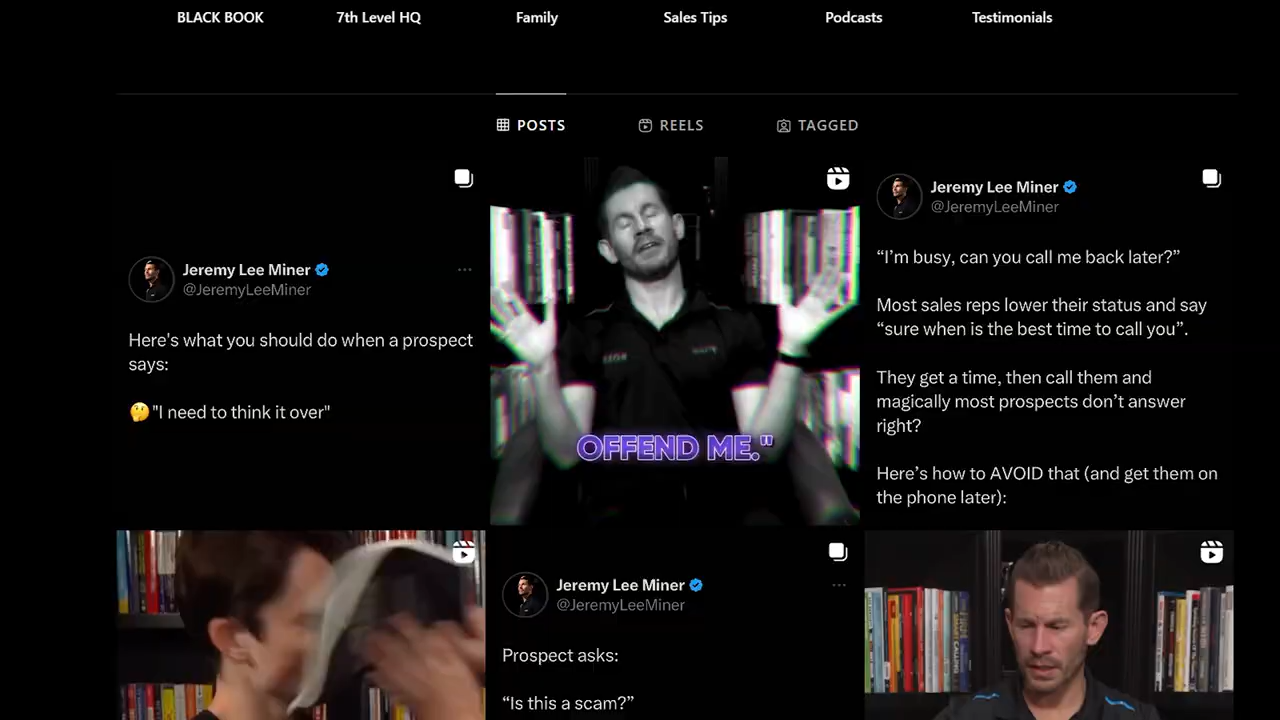 BLACK BOOK
7th Level HQ
Family
Sales Tips
Podcasts
Testimonials
POSTS
REELS
TAGGED
Jeremy Lee Miner
@JeremyLeeMiner
Here's what you should do when a prospect
says:
🤔"I need to think it over"
OFFEND ME."
Jeremy Lee Miner
@JeremyLeeMiner
“I’m busy, can you call me back later?”
Most sales reps lower their status and say
“sure when is the best time to call you”.
They get a time, then call them and
magically most prospects don’t answer
right?
Here’s how to AVOID that (and get them on
the phone later):
Jeremy Lee Miner
@JeremyLeeMiner
Prospect asks:
“Is this a scam?”